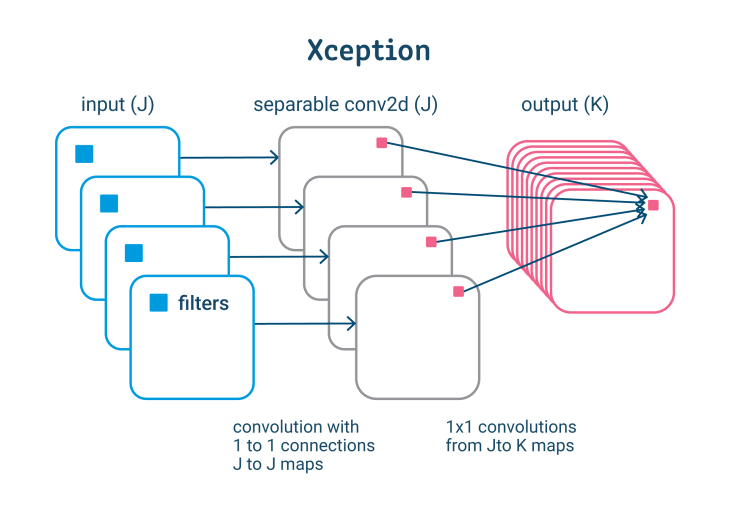 Xception
input (J)
separable conv2d (J)
output (K)
filters
convolution with
1 to 1 connections
J to J maps
1x1 convolutions
from Jto K maps